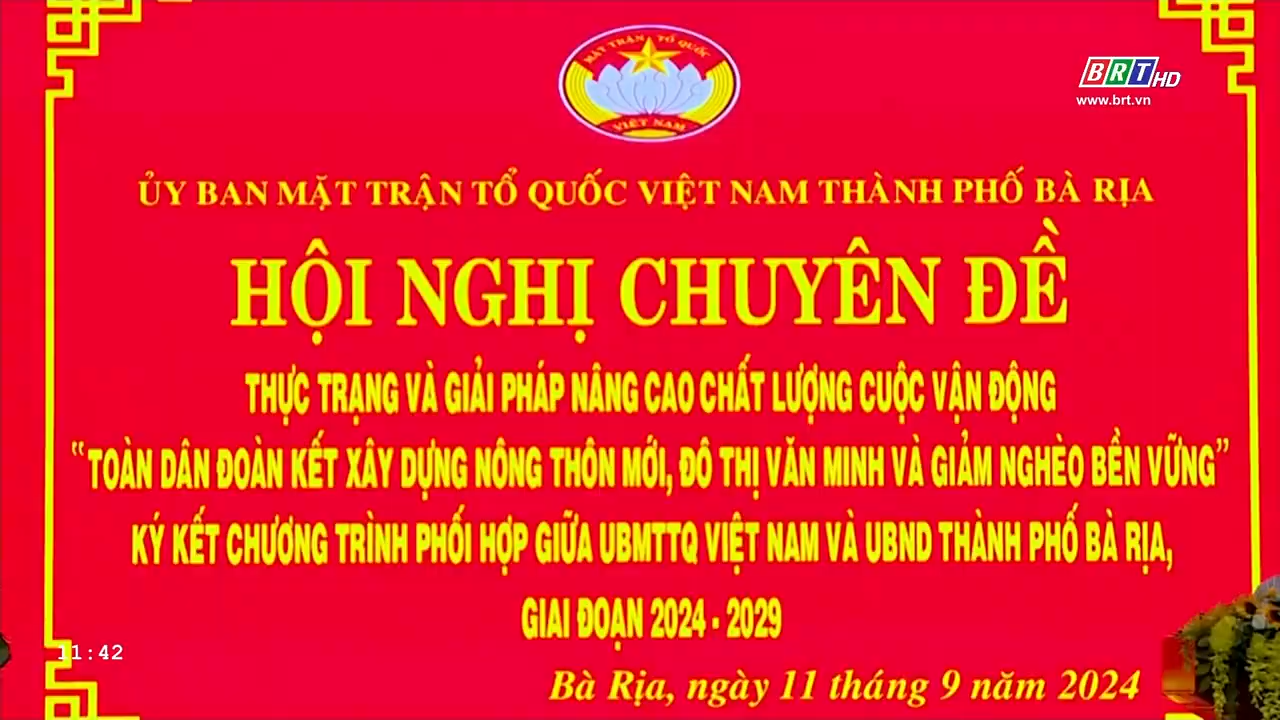 MẶT TRẬN TỔ QUỐC
VIỆT NAM
BRT HD
www.brt.vn
ỦY BAN MẶT TRẬN TỔ QUỐC VIỆT NAM THÀNH PHỐ BÀ RỊA
HỘI NGHỊ CHUYÊN ĐỀ
THỰC TRẠNG VÀ GIẢI PHÁP NÂNG CAO CHẤT LƯỢNG CUỘC VẬN ĐỘNG
“TOÀN DÂN ĐOÀN KẾT XÂY DỰNG NÔNG THÔN MỚI, ĐÔ THỊ VĂN MINH VÀ GIẢM NGHÈO BỀN VỮNG”
KÝ KẾT CHƯƠNG TRÌNH PHỐI HỢP GIỮA UBMTTQ VIỆT NAM VÀ UBND THÀNH PHỐ BÀ RỊA,
GIAI ĐOẠN 2024 - 2029
11:42
Bà Rịa, ngày 11 tháng 9 năm 2024